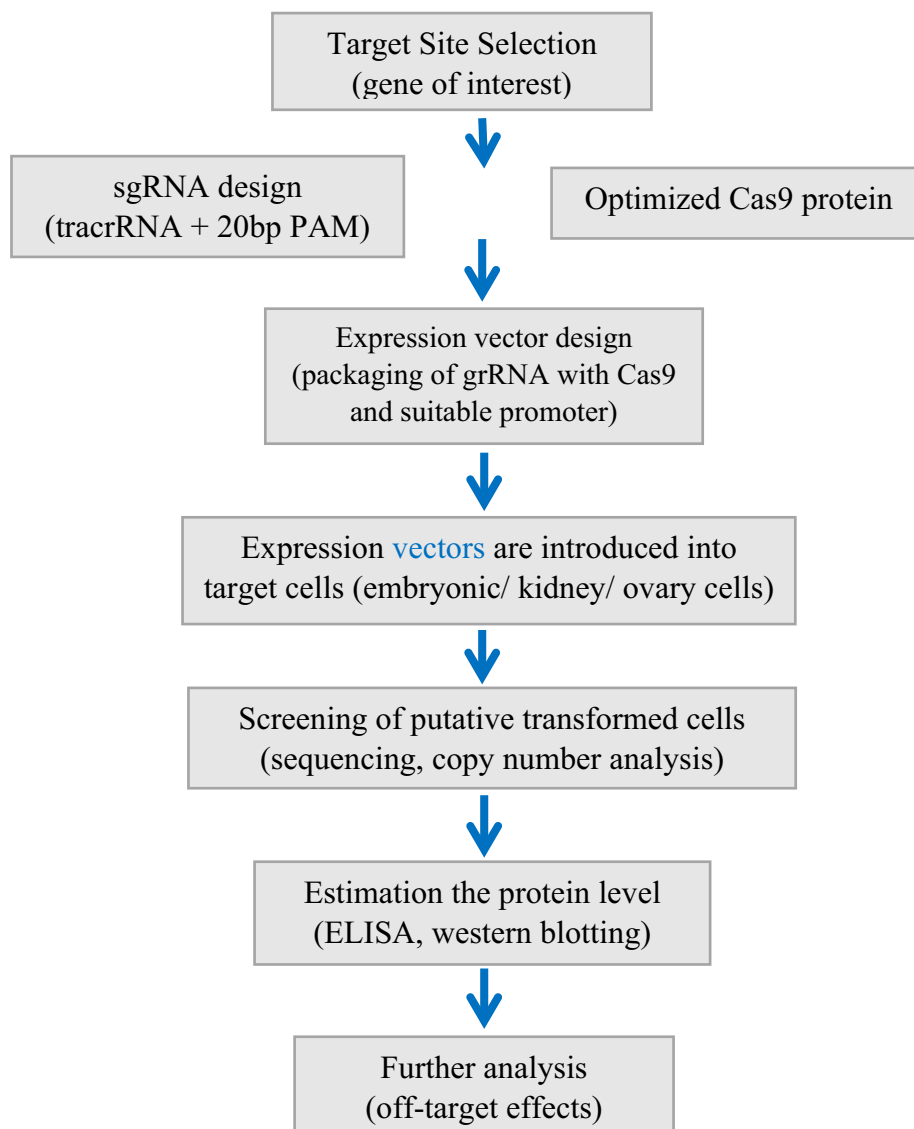 Target Site Selection
(gene of interest)
sgRNA design
(tracrRNA + 20bp PAM)
Optimized Cas9 protein
Expression vector design
(packaging of grRNA with Cas9
and suitable promoter)
Expression vectors are introduced into
target cells (embryonic/ kidney/ ovary cells)
Screening of putative transformed cells
(sequencing, copy number analysis)
Estimation the protein level
(ELISA, western blotting)
Further analysis
(off-target effects)